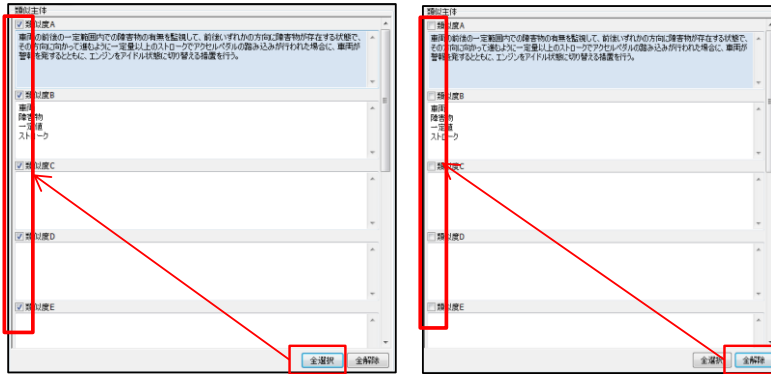 類似主体
類似度A
車両の前後の一定範囲内での障害物の有無を監視して、前後いずれかの方向に障害物が存在する状態で、
その方向に向かって進むように一定量以上のストロークでアクセルペダルの踏み込みが行われた場合に、車両が
警報を発するとともに、エンジンをアイドル状態に切り替える措置を行う。
類似度B
車両
障害物
一定値
ストローク
類似度C
類似度D
類似度E
全選択 全解除
類似主体
類似度A
車両の前後の一定範囲内での障害物の有無を監視して、前後いずれかの方向に障害物が存在する状態で、
その方向に向かって進むように一定量以上のストロークでアクセルペダルの踏み込みが行われた場合に、車両が
警報を発するとともに、エンジンをアイドル状態に切り替える措置を行う。
類似度B
車両
障害物
一定値
ストローク
類似度C
類似度D
類似度E
全選択 全解除